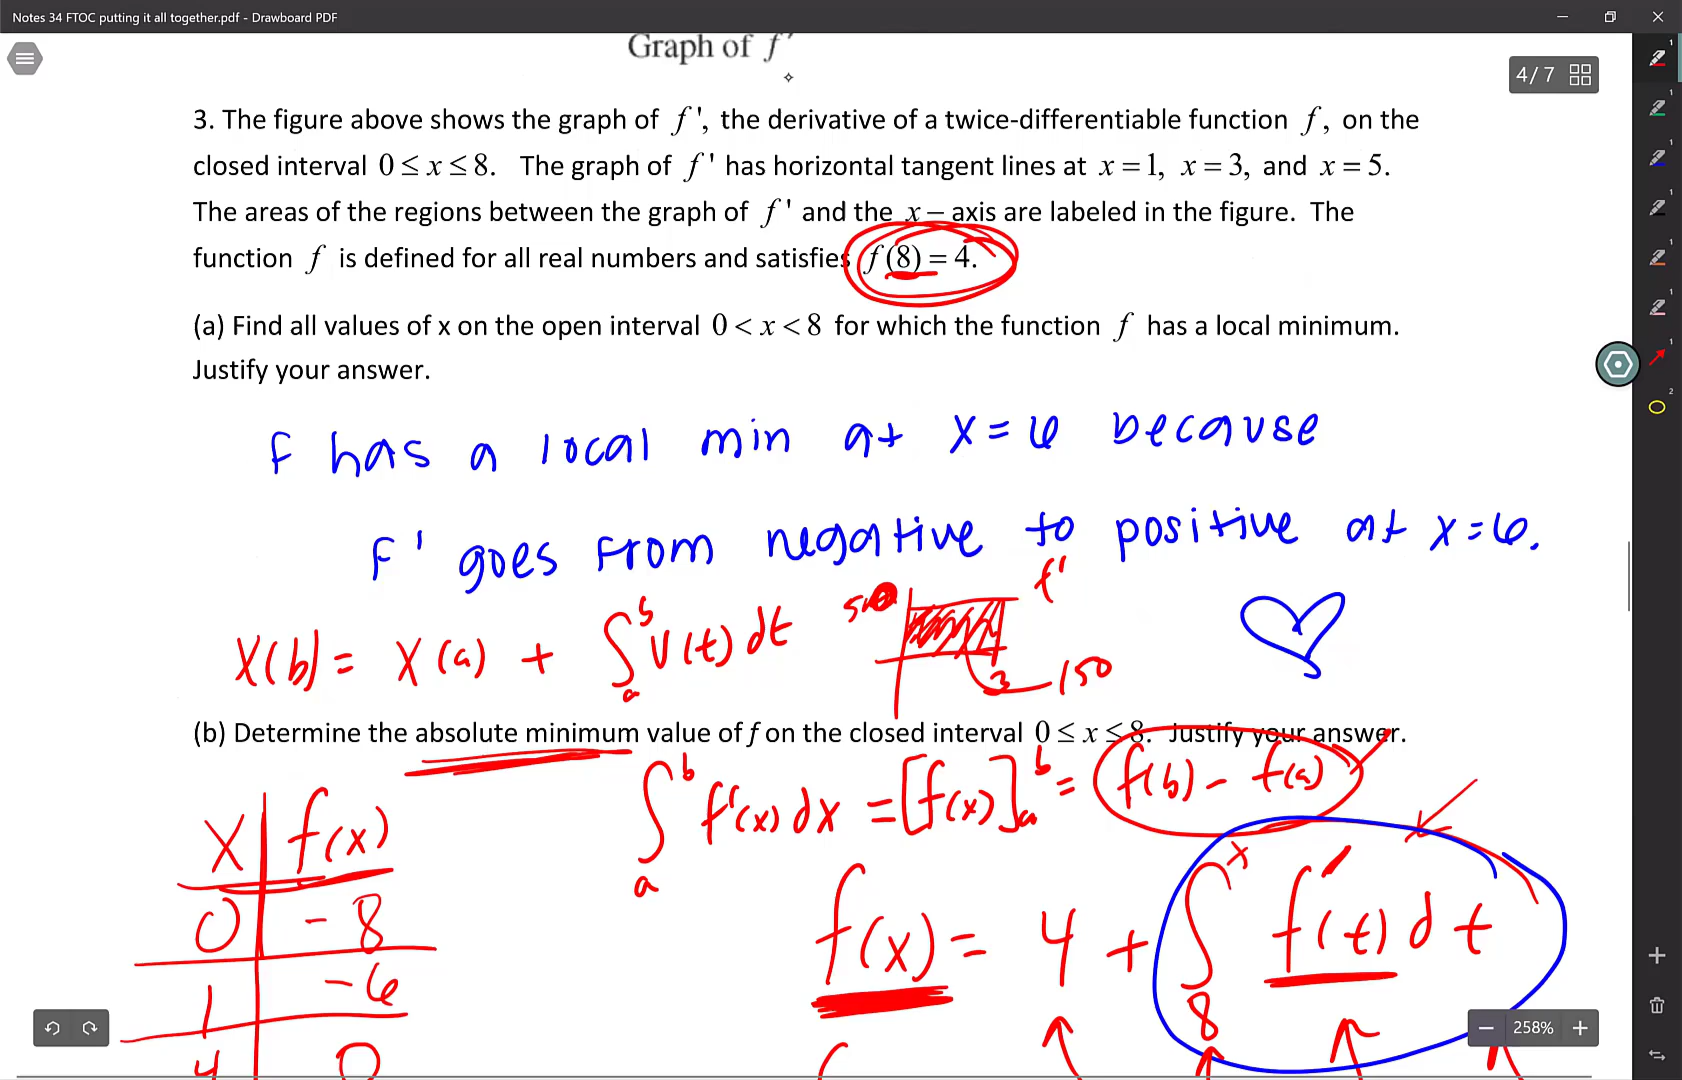 Notes 34 FTOC putting it all together.pdf - Drawboard PDF
Graph of f'
4 / 7
3. The figure above shows the graph of f ', the derivative of a twice-differentiable function f, on the
closed interval 0 ≤ x ≤ 8. The graph of f ' has horizontal tangent lines at x = 1, x = 3, and x = 5.
The areas of the regions between the graph of f ' and the x – axis are labeled in the figure. The
function f is defined for all real numbers and satisfies f (8) = 4.
(a) Find all values of x on the open interval 0 < x < 8 for which the function f has a local minimum.
Justify your answer.
f has a local min at x = 6 because
f ' goes from negative to positive at x = 6.
X(b) = X(a) + ∫_a^b V(t) dt
f'
3
150
(b) Determine the absolute minimum value of f on the closed interval 0 ≤ x ≤ 8. Justify your answer.
∫_a^b f'(x) dx = [f(x)]_a^b = f(b) - f(a)
x f(x)
0 -8
1 -6
4 0
f(x) = 4 + ∫_8^x f'(t) dt
258%